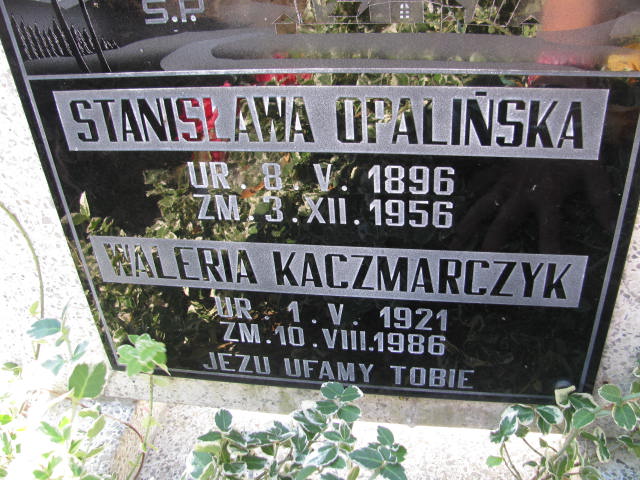 Ś.P.
STANISŁAWA OPALIŃSKA
UR. 8. V. 1896
ZM. 3. XII. 1956
WALERIA KACZMARCZYK
UR. 1. V. 1921
ZM. 10. VIII. 1986
JEZU UFAMY TOBIE